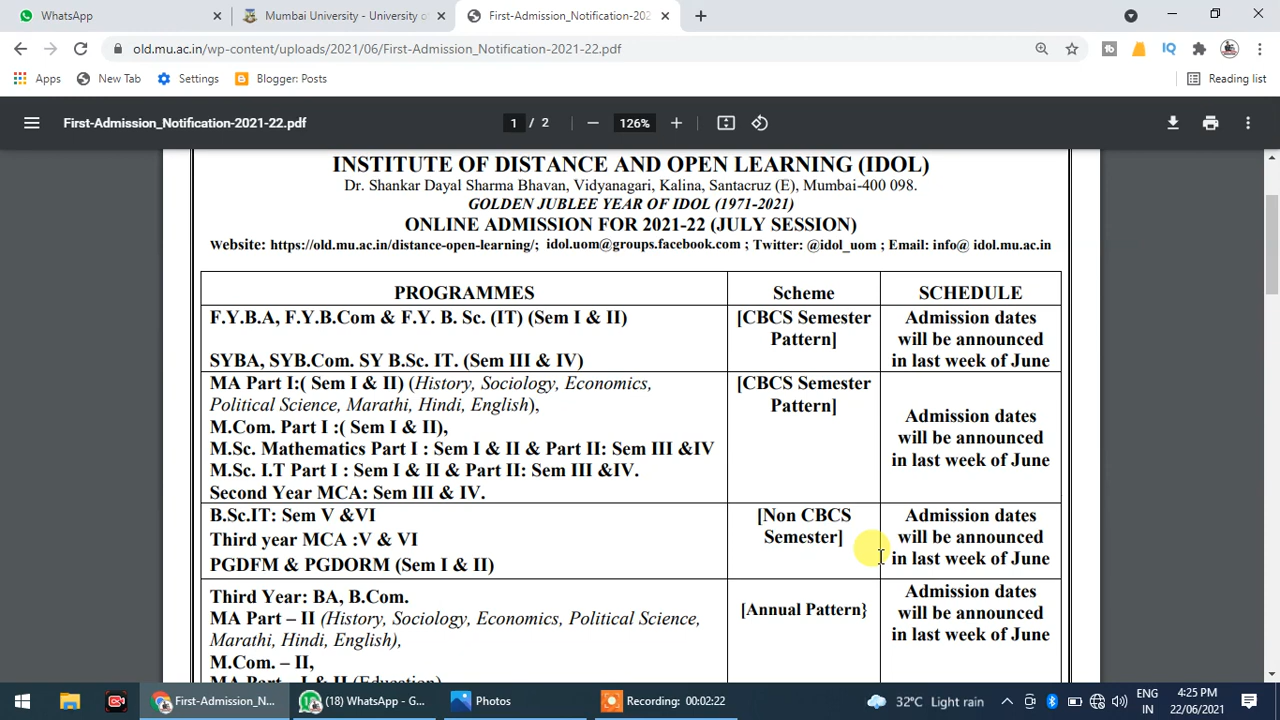 WhatsApp
Mumbai University - University of
First-Admission_Notification-202
old.mu.ac.in/wp-content/uploads/2021/06/First-Admission_Notification-2021-22.pdf
IQ
Apps
New Tab
Settings
Blogger: Posts
Reading list
First-Admission_Notification-2021-22.pdf
1 / 2
126%
INSTITUTE OF DISTANCE AND OPEN LEARNING (IDOL)
Dr. Shankar Dayal Sharma Bhavan, Vidyanagari, Kalina, Santacruz (E), Mumbai-400 098.
GOLDEN JUBLEE YEAR OF IDOL (1971-2021)
ONLINE ADMISSION FOR 2021-22 (JULY SESSION)
Website: https://old.mu.ac.in/distance-open-learning/; idol.uom@groups.facebook.com ; Twitter: @idol_uom ; Email: info@ idol.mu.ac.in
PROGRAMMES
Scheme
SCHEDULE
F.Y.B.A, F.Y.B.Com & F.Y. B. Sc. (IT) (Sem I & II)
SYBA, SYB.Com. SY B.Sc. IT. (Sem III & IV)
[CBCS Semester
Pattern]
Admission dates
will be announced
in last week of June
MA Part I:( Sem I & II) (History, Sociology, Economics,
Political Science, Marathi, Hindi, English),
M.Com. Part I :( Sem I & II),
M.Sc. Mathematics Part I : Sem I & II & Part II: Sem III &IV
M.Sc. I.T Part I : Sem I & II & Part II: Sem III &IV.
Second Year MCA: Sem III & IV.
[CBCS Semester
Pattern]
Admission dates
will be announced
in last week of June
B.Sc.IT: Sem V &VI
Third year MCA :V & VI
PGDFM & PGDORM (Sem I & II)
[Non CBCS
Semester]
Admission dates
will be announced
in last week of June
Third Year: BA, B.Com.
MA Part – II (History, Sociology, Economics, Political Science,
Marathi, Hindi, English),
M.Com. – II,
MA Part – I & II (Education)
[Annual Pattern}
Admission dates
will be announced
in last week of June
First-Admission_N...
(18) WhatsApp - G...
Photos
Recording: 00:02:22
32°C Light rain
ENG
IN
4:25 PM
22/06/2021